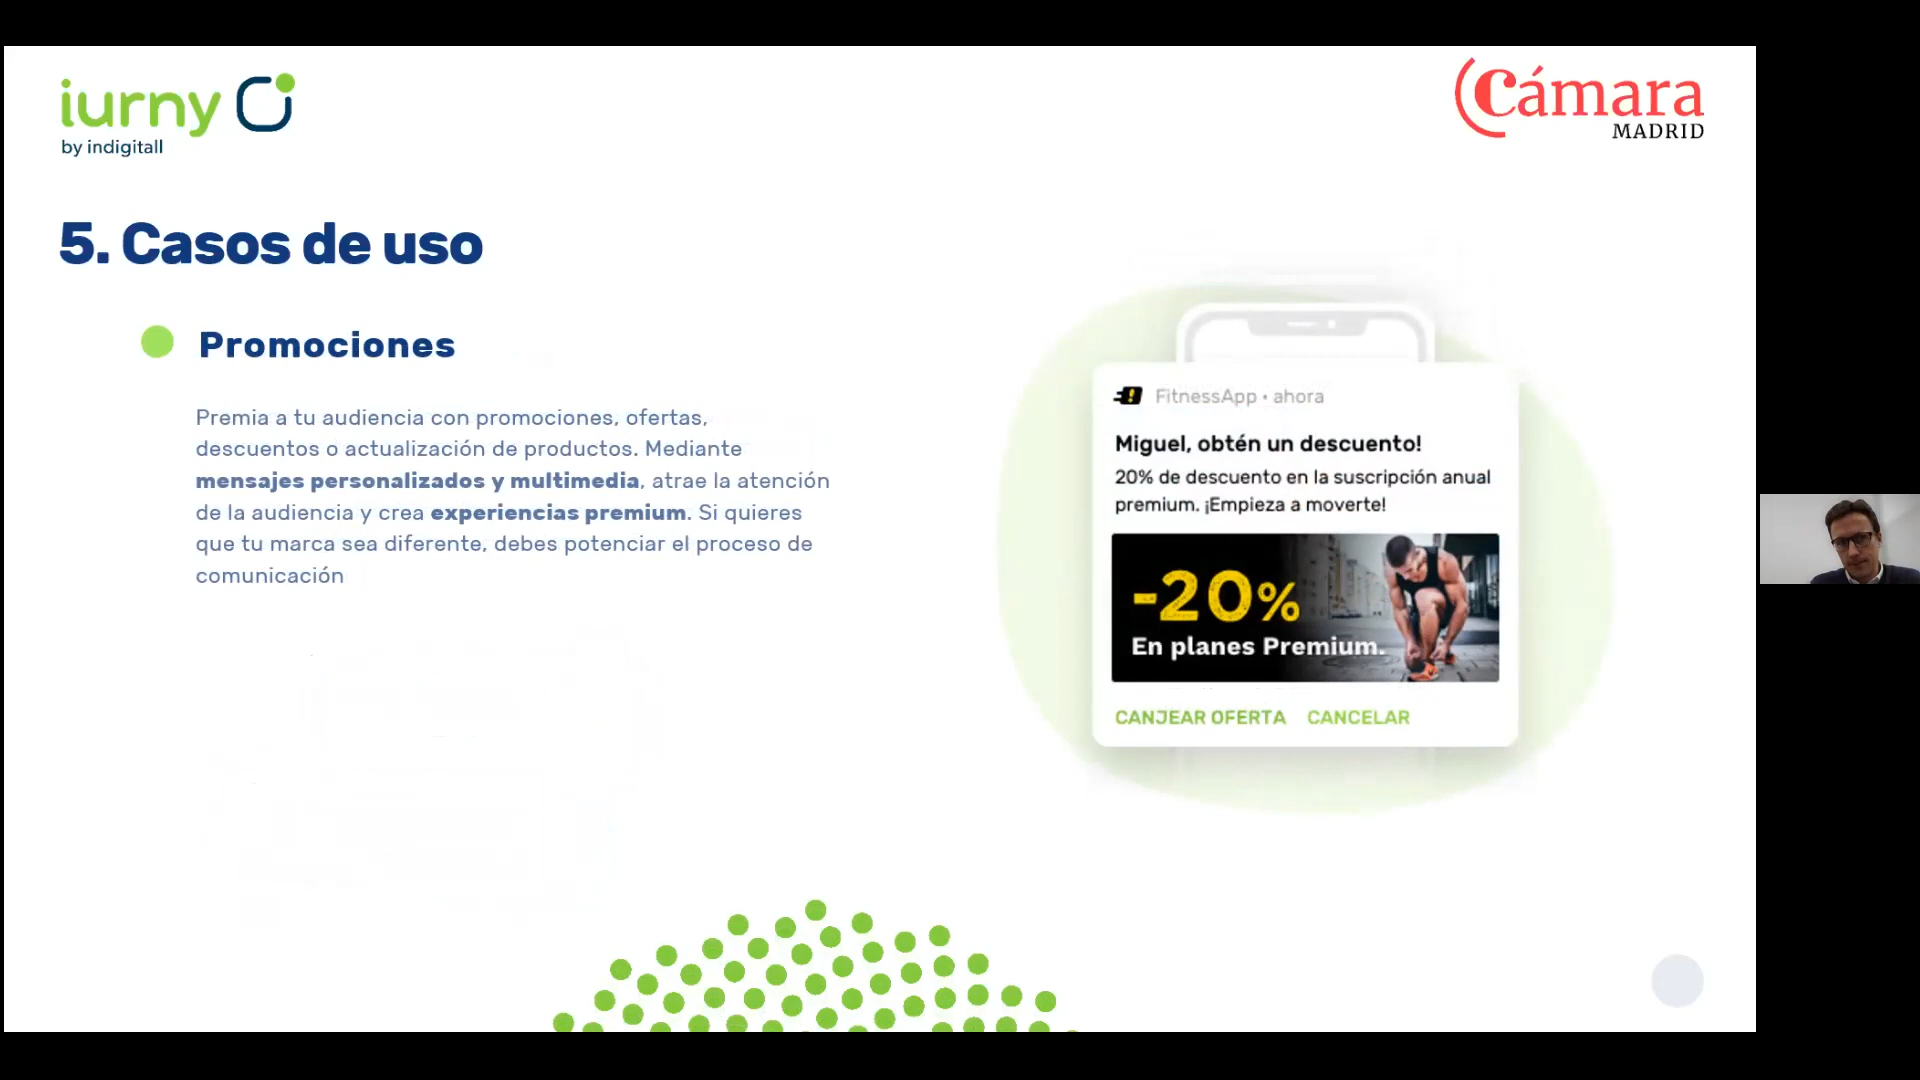 iurny
by indigitall
Cámara
MADRID
5. Casos de uso
Promociones
Premia a tu audiencia con promociones, ofertas,
descuentos o actualización de productos. Mediante
mensajes personalizados y multimedia, atrae la atención
de la audiencia y crea experiencias premium. Si quieres
que tu marca sea diferente, debes potenciar el proceso de
comunicación
FitnessApp • ahora
Miguel, obtén un descuento!
20% de descuento en la suscripción anual
premium. ¡Empieza a moverte!
-20%
En planes Premium.
CANJEAR OFERTA CANCELAR